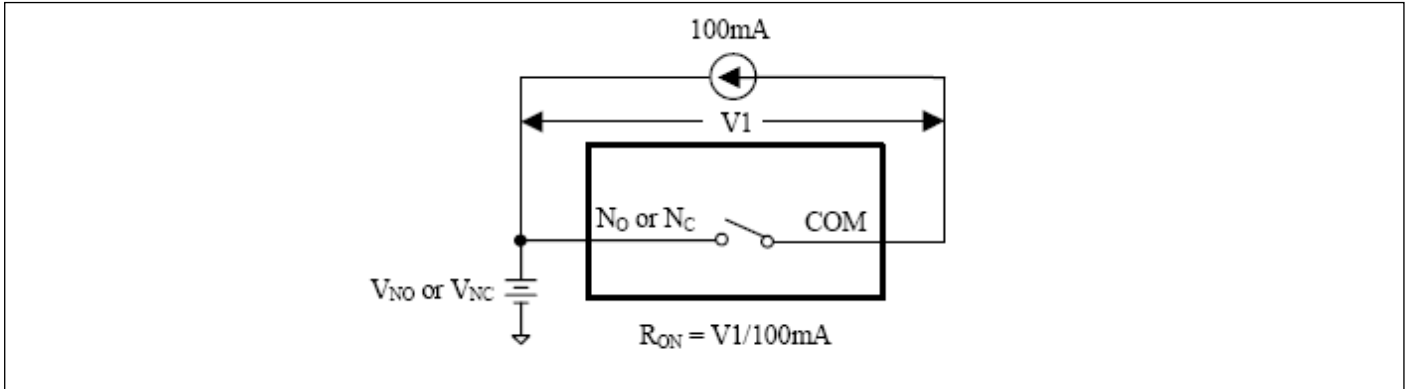 100mA
V1
NO or NC
COM
VNO or VNC
RON = V1/100mA